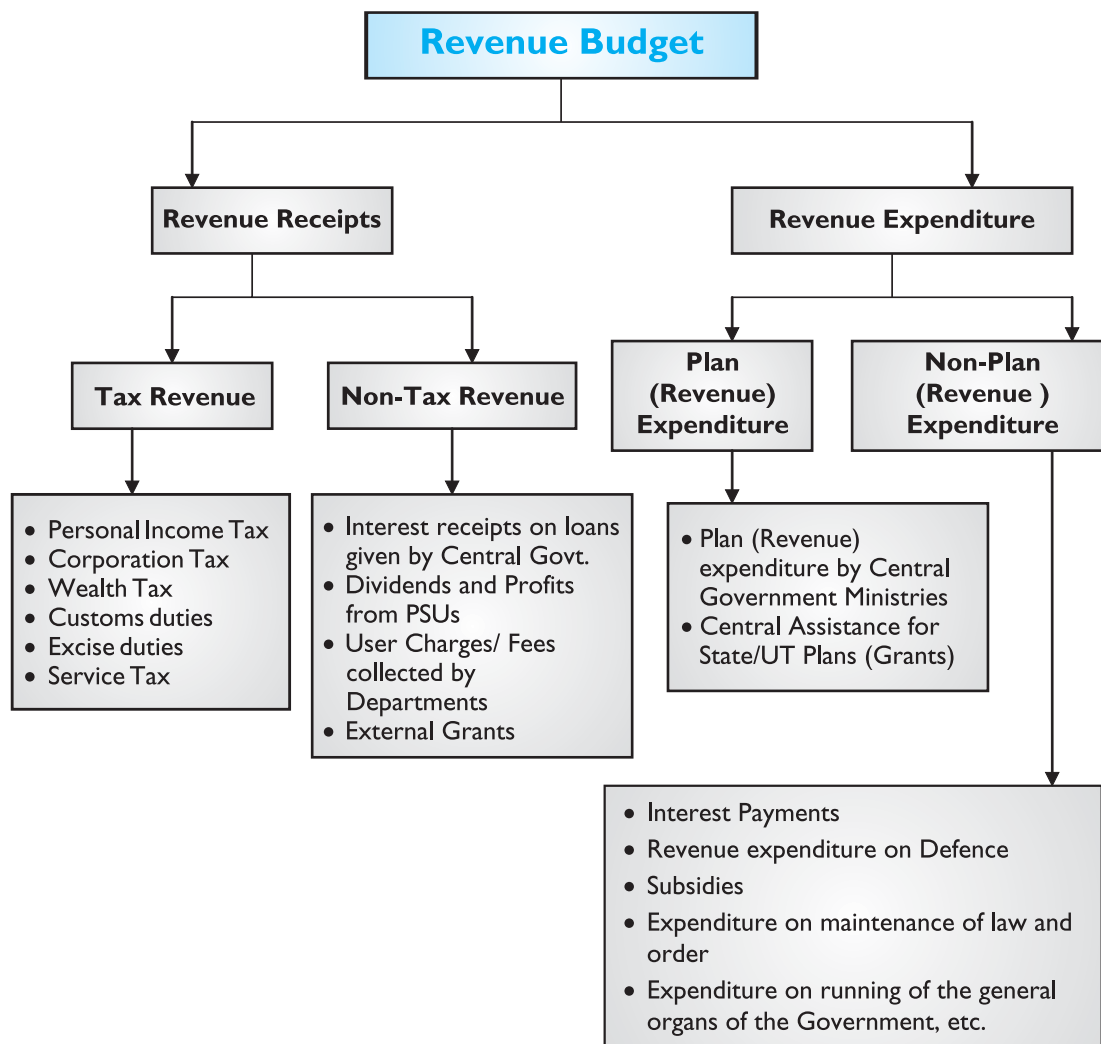 Revenue Budget
Revenue Receipts
Revenue Expenditure
Tax Revenue
Non-Tax Revenue
Plan
(Revenue)
Expenditure
Non-Plan
(Revenue )
Expenditure
• Personal Income Tax
• Corporation Tax
• Wealth Tax
• Customs duties
• Excise duties
• Service Tax
• Interest receipts on loans
given by Central Govt.
• Dividends and Profits
from PSUs
• User Charges/ Fees
collected by
Departments
• External Grants
• Plan (Revenue)
expenditure by Central
Government Ministries
• Central Assistance for
State/UT Plans (Grants)
• Interest Payments
• Revenue expenditure on Defence
• Subsidies
• Expenditure on maintenance of law and
order
• Expenditure on running of the general
organs of the Government, etc.